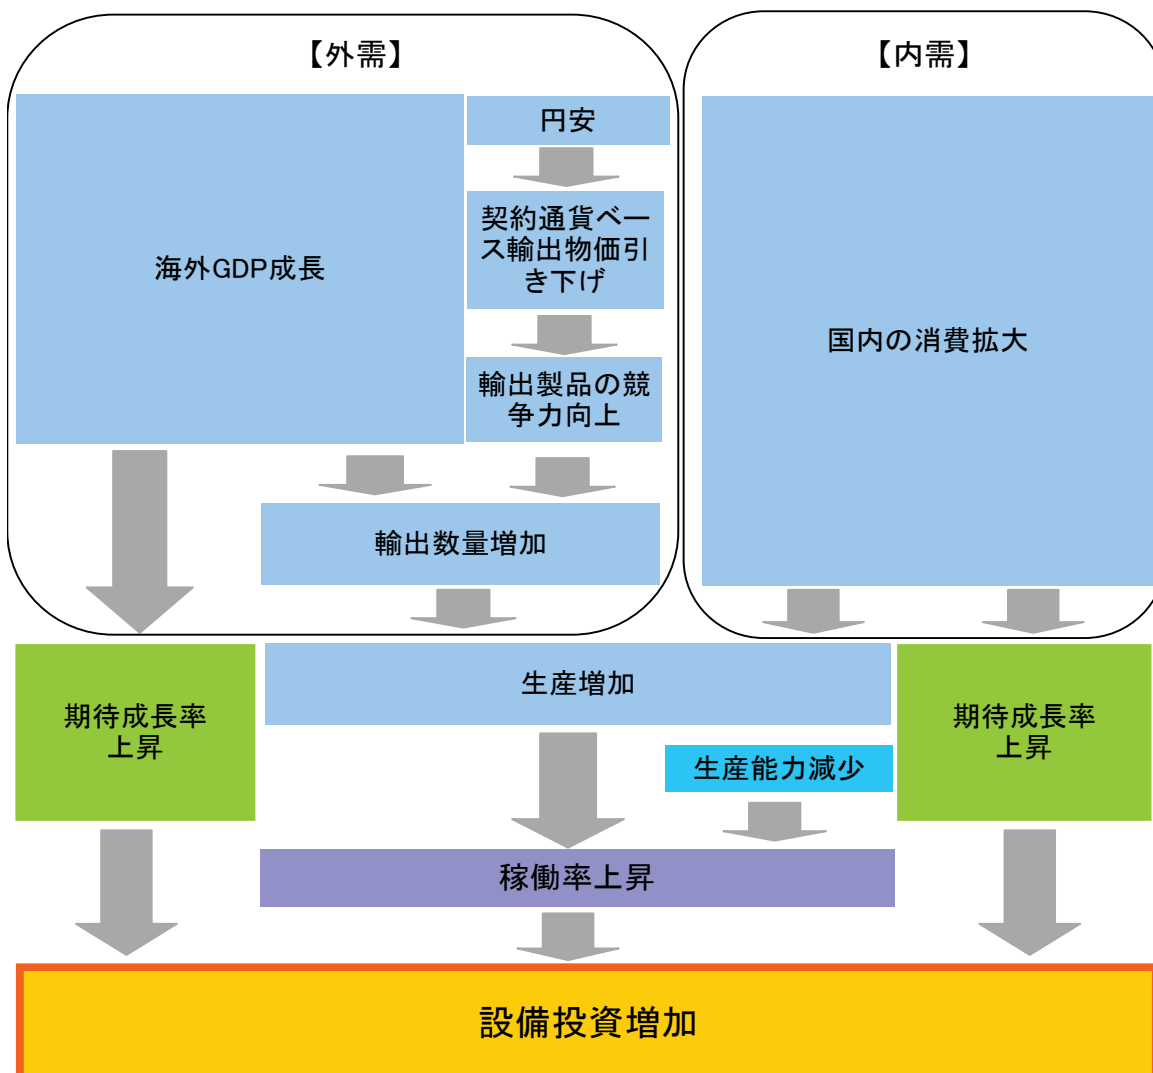 【外需】
【内需】
海外GDP成長
円安
契約通貨ベー
ス輸出物価引
き下げ
輸出製品の競
争力向上
輸出数量増加
国内の消費拡大
期待成長率
上昇
生産増加
生産能力減少
稼働率上昇
期待成長率
上昇
設備投資増加